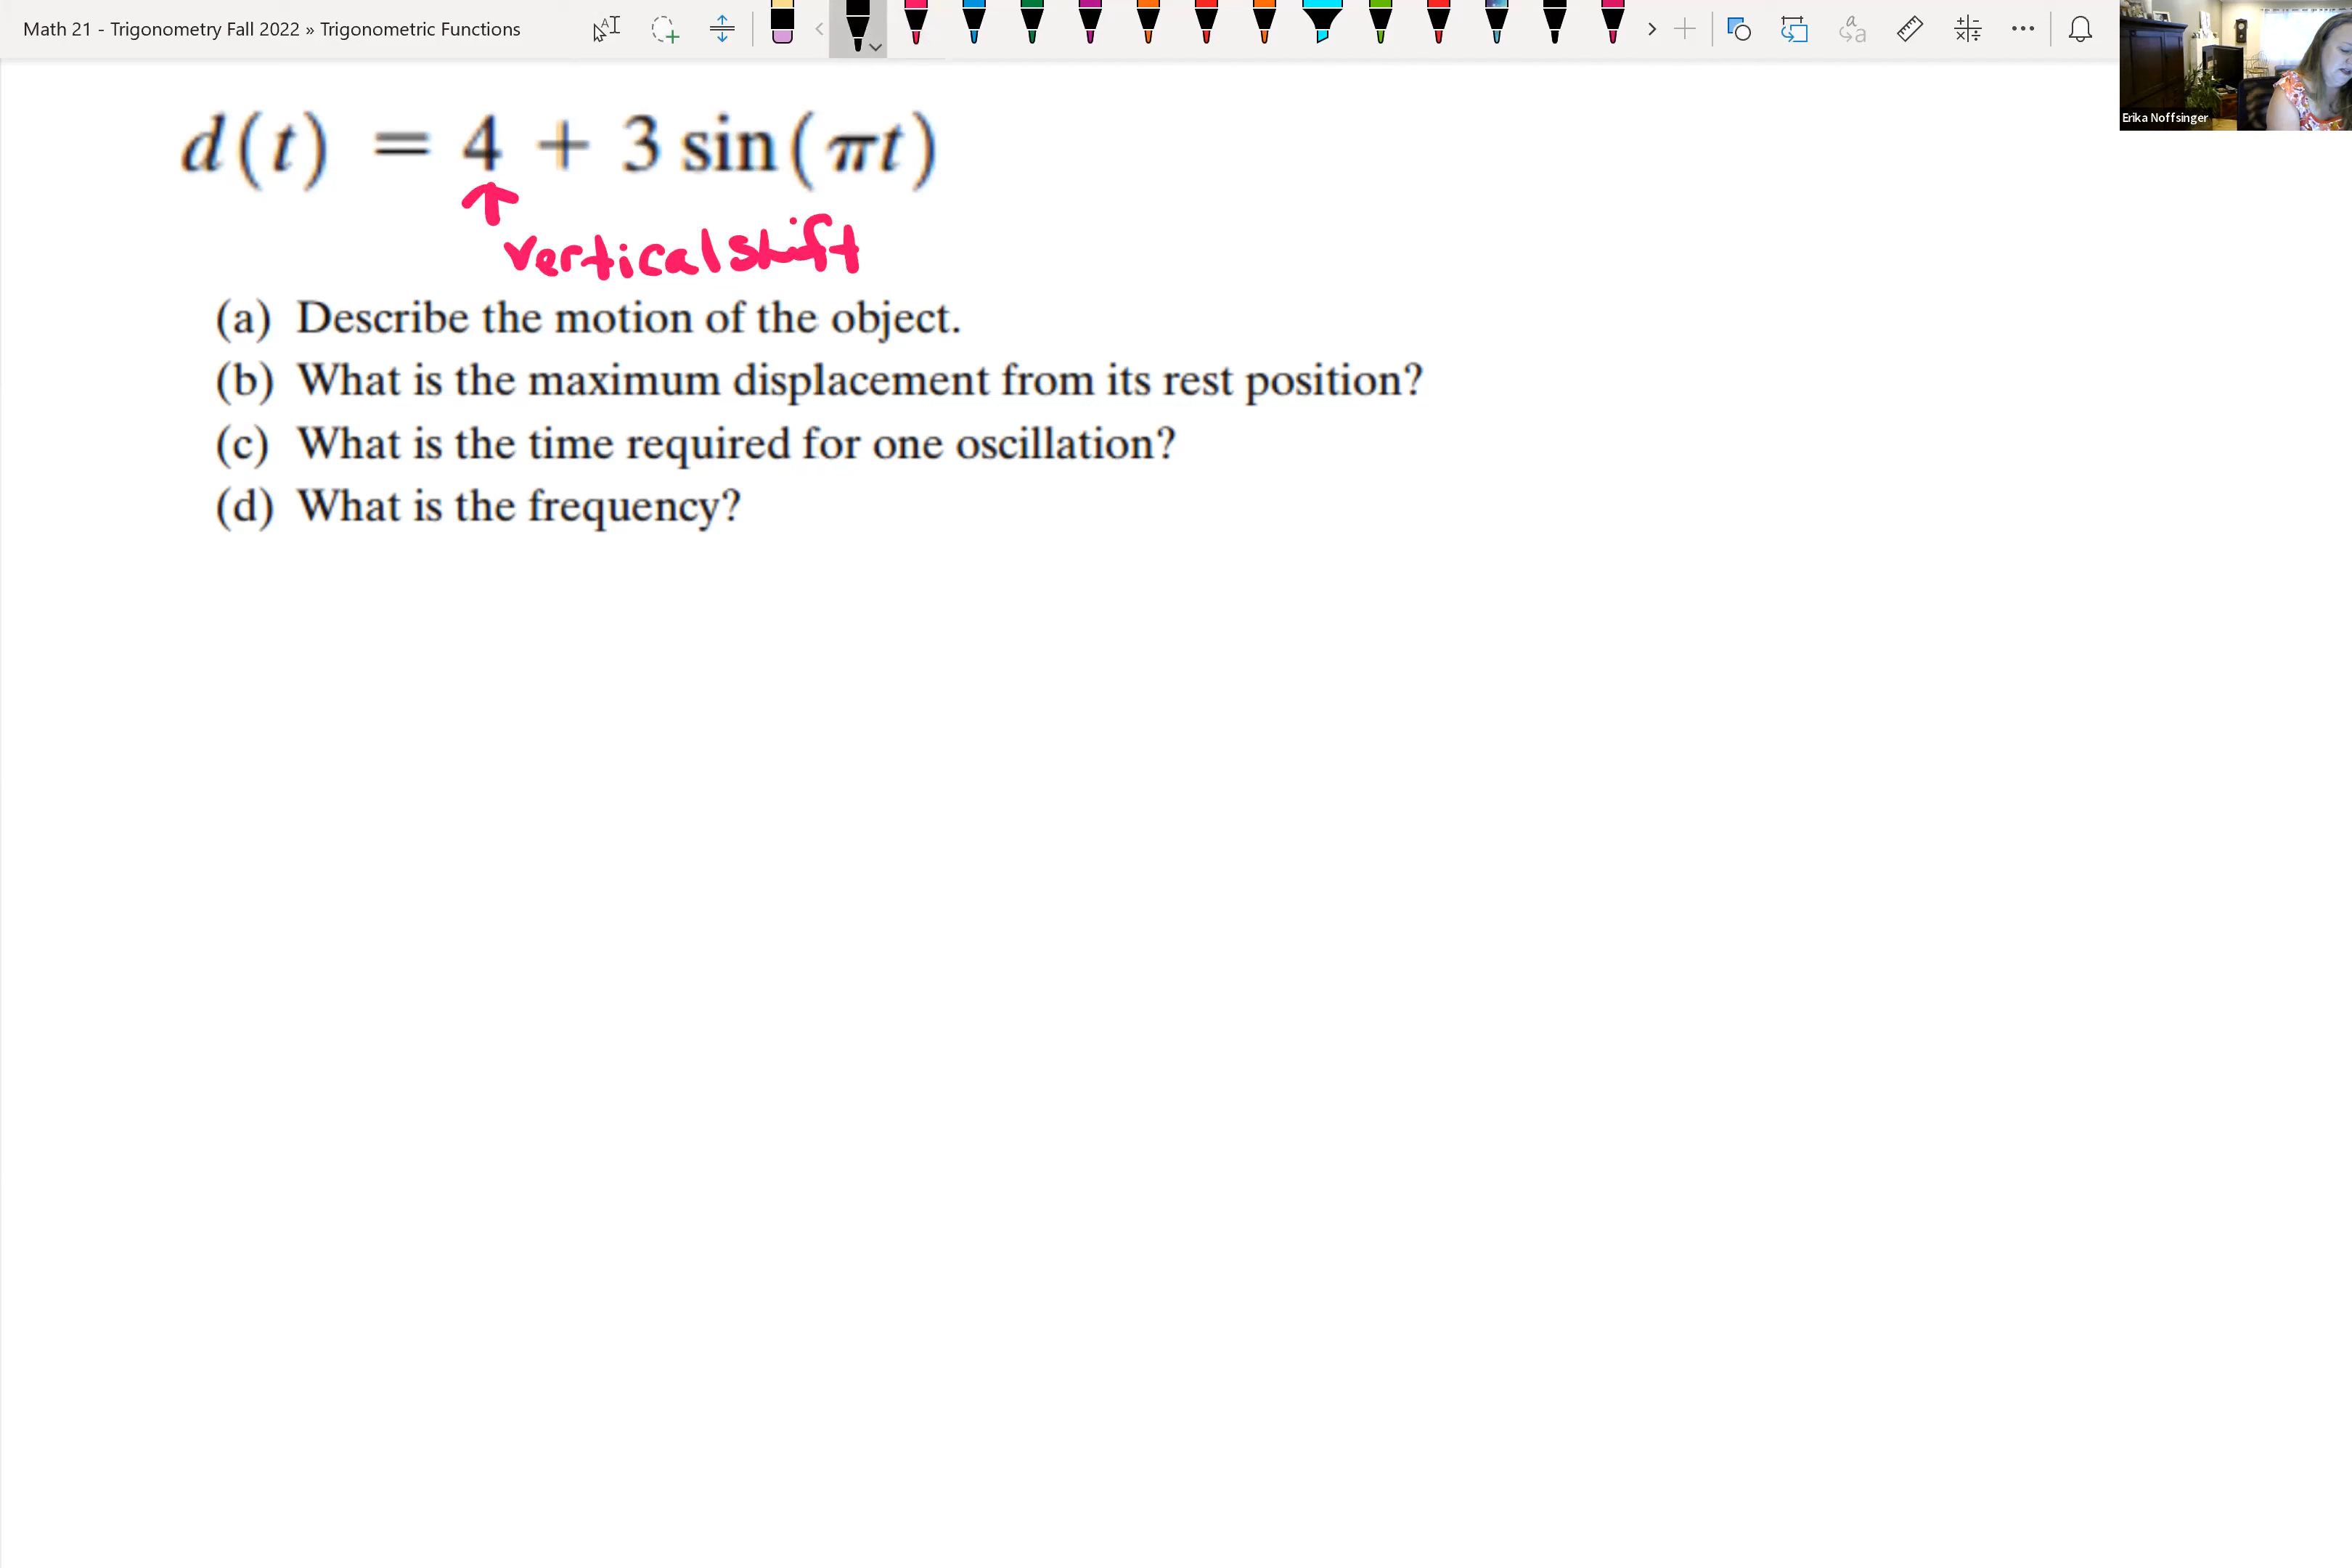 Math 21 - Trigonometry Fall 2022 » Trigonometric Functions
Erika Noffsinger
d(t) = 4 + 3 sin(πt)
vertical shift
(a) Describe the motion of the object.
(b) What is the maximum displacement from its rest position?
(c) What is the time required for one oscillation?
(d) What is the frequency?